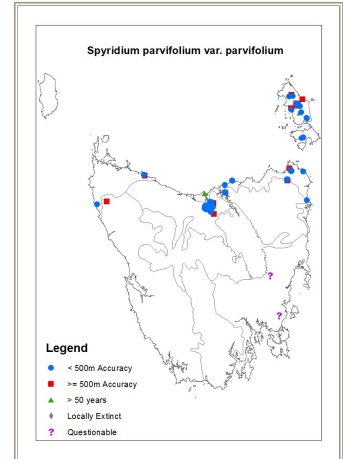 Spyridium parvifolium var. parvifolium
?
?
Legend
< 500m Accuracy
>= 500m Accuracy
> 50 years
Locally Extinct
? Questionable